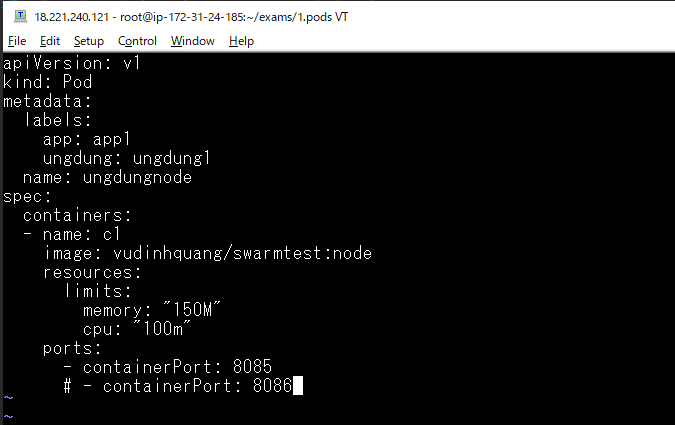 18.221.240.121 - root@ip-172-31-24-185:~/exams/1.pods VT
File Edit Setup Control Window Help
apiVersion: v1
kind: Pod
metadata:
  labels:
    app: app1
    ungdung: ungdung1
  name: ungdungnode
spec:
  containers:
  - name: c1
    image: vudinhquang/swarmtest:node
    resources:
      limits:
        memory: "150M"
        cpu: "100m"
    ports:
      - containerPort: 8085
      # - containerPort: 8086
~
~